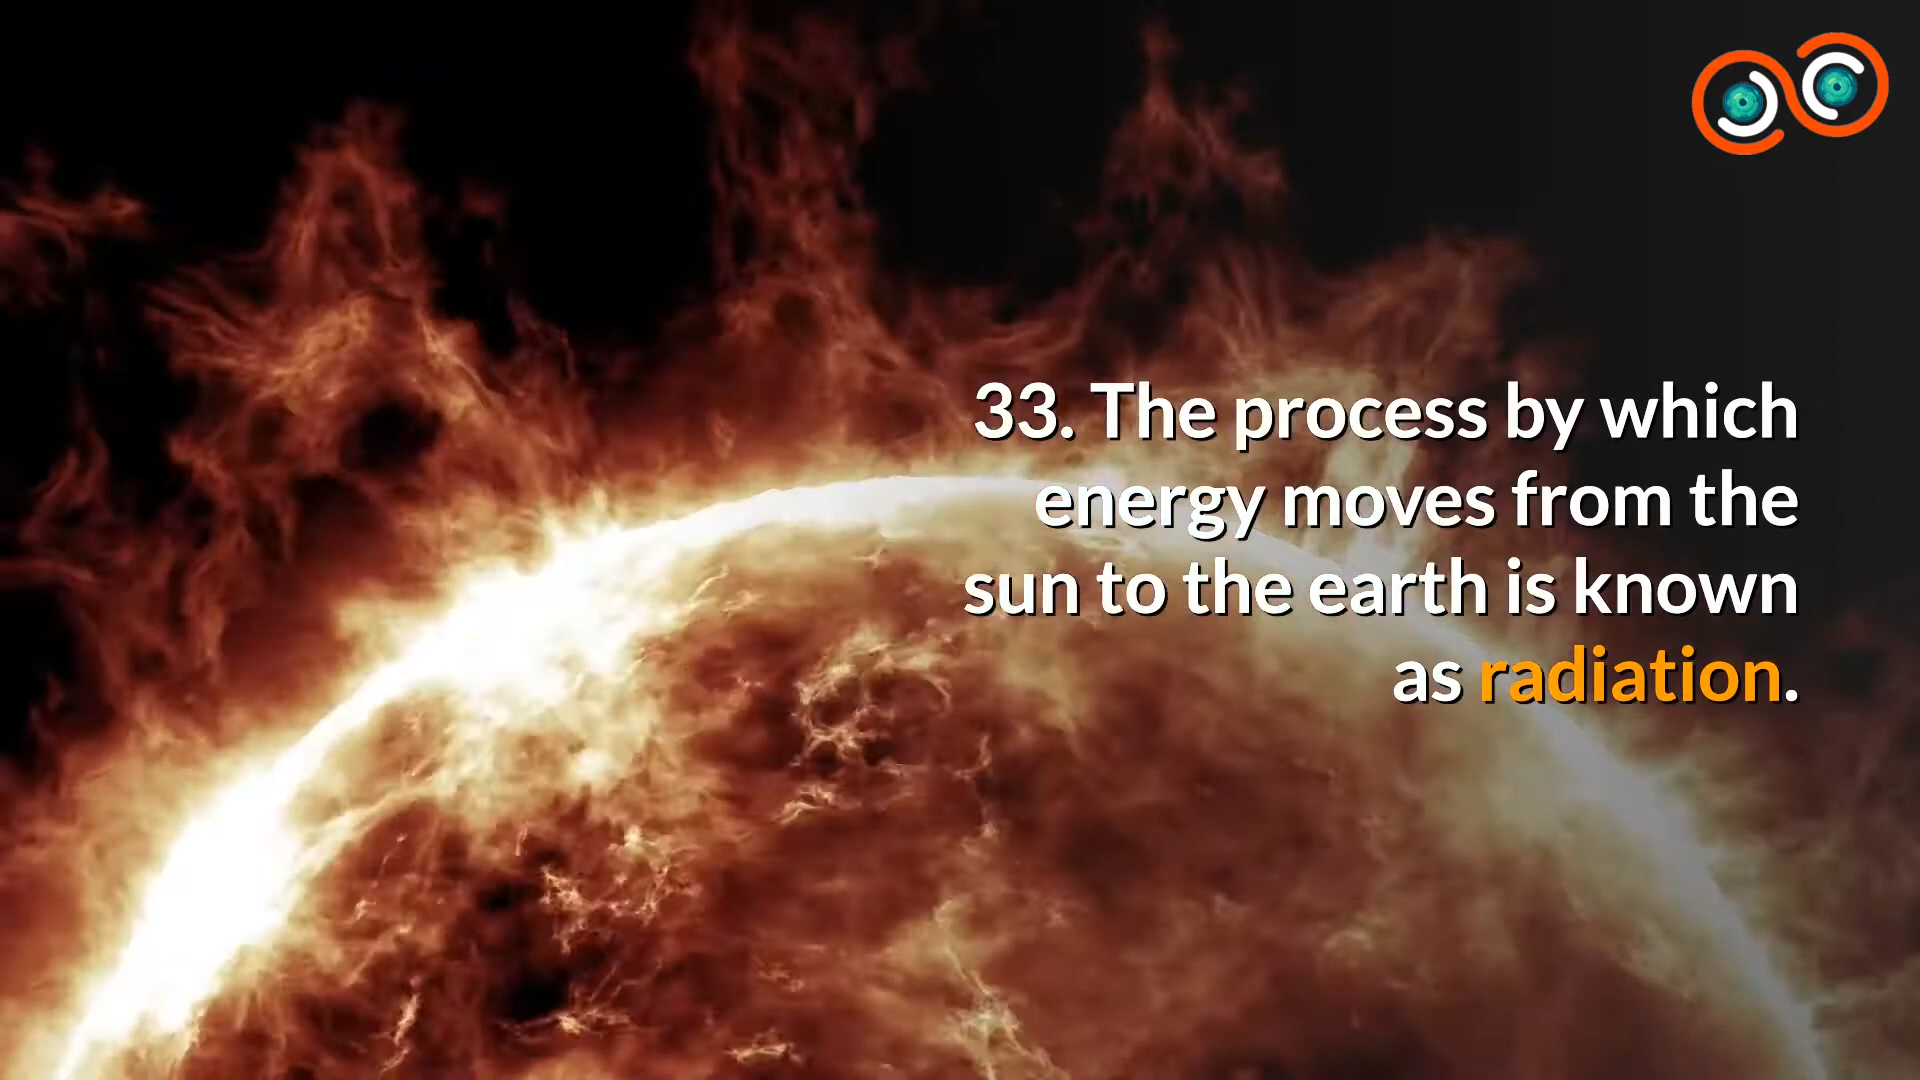 33. The process by which
energy moves from the
sun to the earth is known
as radiation.